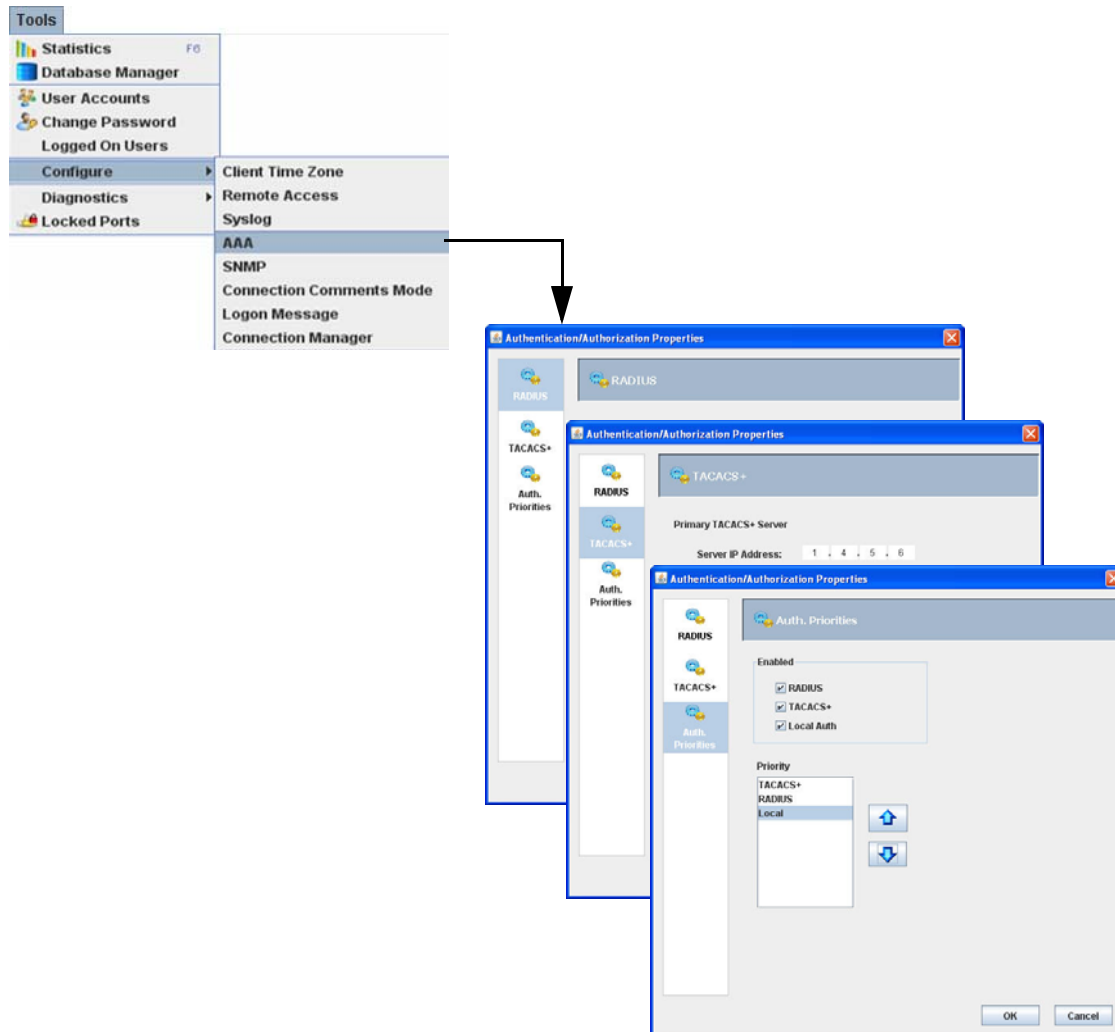 Tools
Statistics F6
Database Manager
User Accounts
Change Password
Logged On Users
Configure
Diagnostics
Locked Ports
Client Time Zone
Remote Access
Syslog
AAA
SNMP
Connection Comments Mode
Logon Message
Connection Manager
Authentication/Authorization Properties
RADIUS
TACACS+
Auth.
Priorities
RADIUS
Authentication/Authorization Properties
RADIUS
TACACS+
Auth.
Priorities
TACACS+
Primary TACACS+ Server
Server IP Address: 1 . 4 . 5 . 6
Authentication/Authorization Properties
RADIUS
TACACS+
Auth.
Priorities
Auth. Priorities
Enabled
RADIUS
TACACS+
Local Auth
Priority
TACACS+
RADIUS
Local
OK Cancel